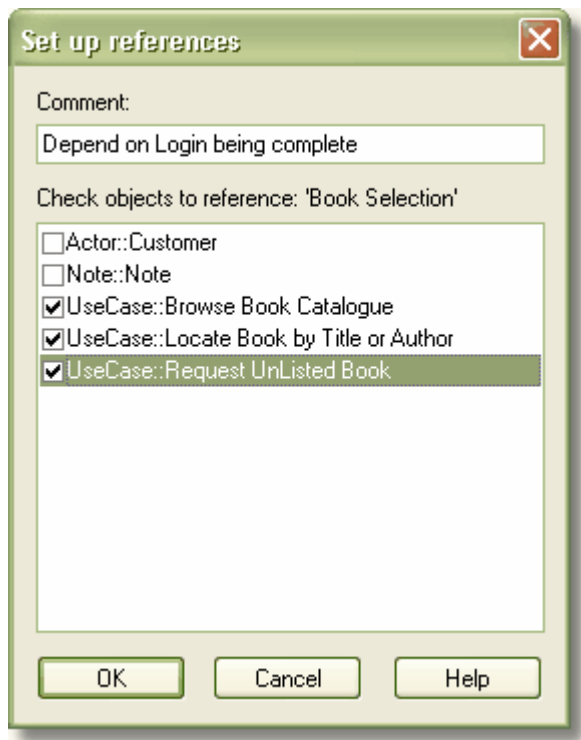 Set up references
Comment:
Depend on Login being complete
Check objects to reference: 'Book Selection'
Actor::Customer
Note::Note
UseCase::Browse Book Catalogue
UseCase::Locate Book by Title or Author
UseCase::Request UnListed Book
OK Cancel Help